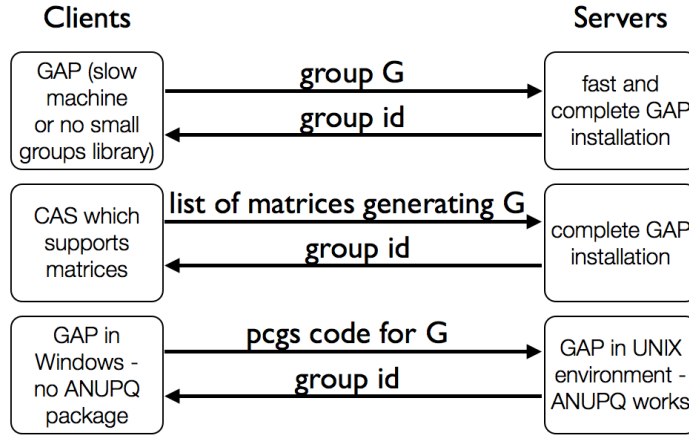 Clients
Servers
GAP (slow
machine
or no small
groups library)
group G
group id
fast and
complete GAP
installation
CAS which
supports
matrices
list of matrices generating G
group id
complete GAP
installation
GAP in
Windows -
no ANUPQ
package
pcgs code for G
group id
GAP in UNIX
environment -
ANUPQ works